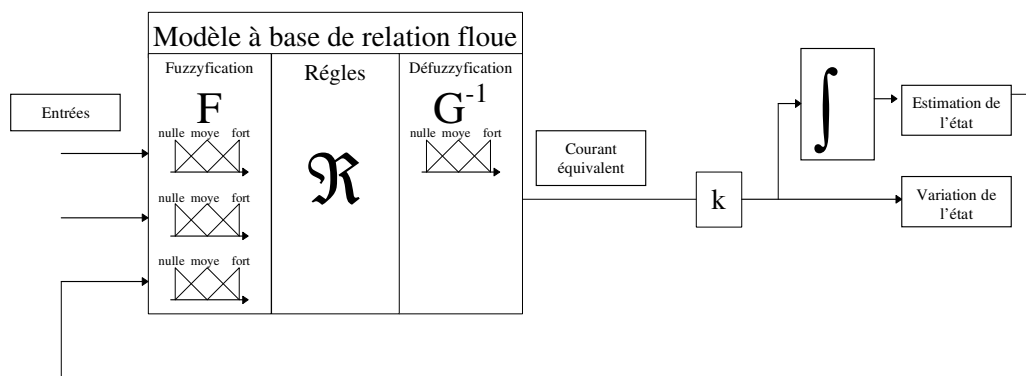 Modèle à base de relation floue
Fuzzyfication
Régles
Défuzzyfication
Entrées
F
G-1
nulle moye fort
nulle moye fort
ℜ
nulle moye fort
nulle moye fort
Courant
équivalent
k
∫
Estimation de
l'état
Variation de
l'état